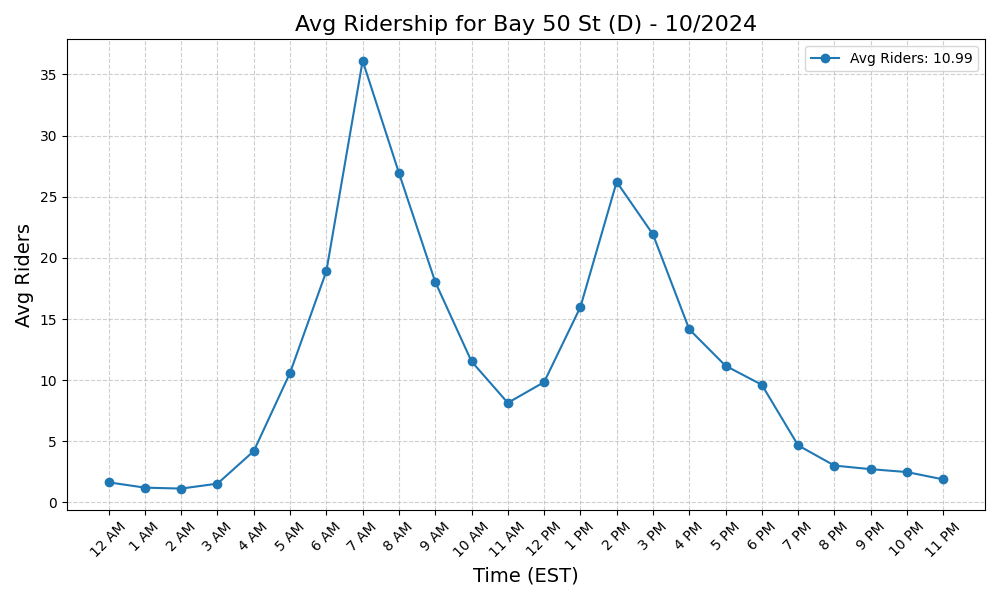 Avg Ridership for Bay 50 St (D) - 10/2024
Avg Riders: 10.99
Avg Riders
35
30
25
20
15
10
5
0
12 AM
1 AM
2 AM
3 AM
4 AM
5 AM
6 AM
7 AM
8 AM
9 AM
10 AM
11 AM
12 PM
1 PM
2 PM
3 PM
4 PM
5 PM
6 PM
7 PM
8 PM
9 PM
10 PM
11 PM
Time (EST)